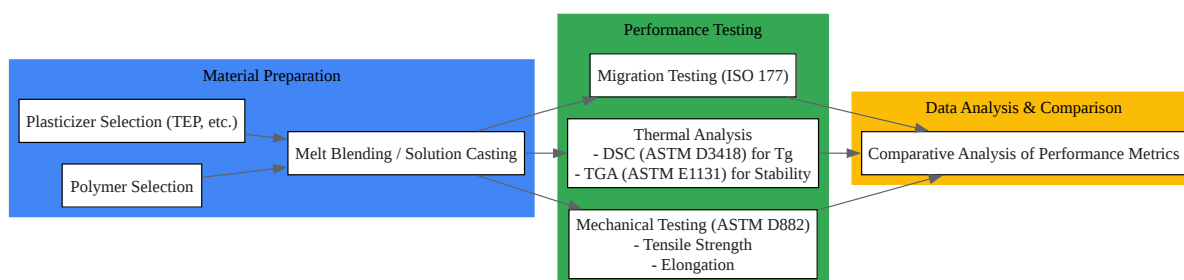 Material Preparation
Plasticizer Selection (TEP, etc.)
Polymer Selection
Melt Blending / Solution Casting
Performance Testing
Migration Testing (ISO 177)
Thermal Analysis
- DSC (ASTM D3418) for Tg
- TGA (ASTM E1131) for Stability
Mechanical Testing (ASTM D882)
- Tensile Strength
- Elongation
Data Analysis & Comparison
Comparative Analysis of Performance Metrics